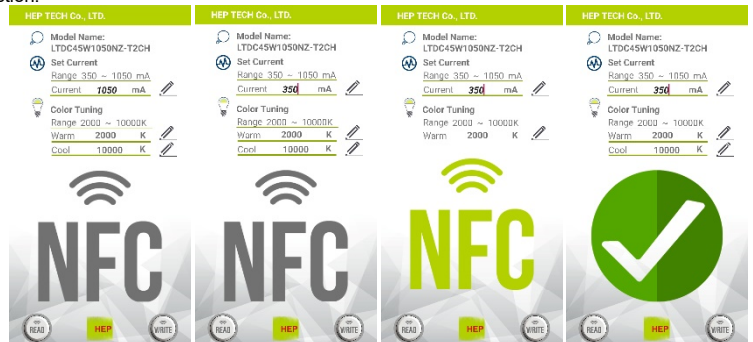 ction.
HEP TECH Co., LTD.
Model Name:
LTDC45W1050NZ-T2CH
Set Current
Range 350 ~ 1050 mA
Current 1050 mA
Color Tuning
Range 2000 ~ 10000K
Warm 2000 K
Cool 10000 K
NFC
READ
HEP
WRITE
HEP TECH Co., LTD.
Model Name:
LTDC45W1050NZ-T2CH
Set Current
Range 350 ~ 1050 mA
Current 350 mA
Color Tuning
Range 2000 ~ 10000K
Warm 2000 K
Cool 10000 K
NFC
READ
HEP
WRITE
HEP TECH Co., LTD.
Model Name:
LTDC45W1050NZ-T2CH
Set Current
Range 350 ~ 1050 mA
Current 350 mA
Color Tuning
Range 2000 ~ 10000K
Warm 2000 K
NFC
READ
HEP
WRITE
HEP TECH Co., LTD.
Model Name:
LTDC45W1050NZ-T2CH
Set Current
Range 350 ~ 1050 mA
Current 350 mA
Color Tuning
Range 2000 ~ 10000K
Warm 2000 K
Cool 10000 K
READ
HEP
WRITE